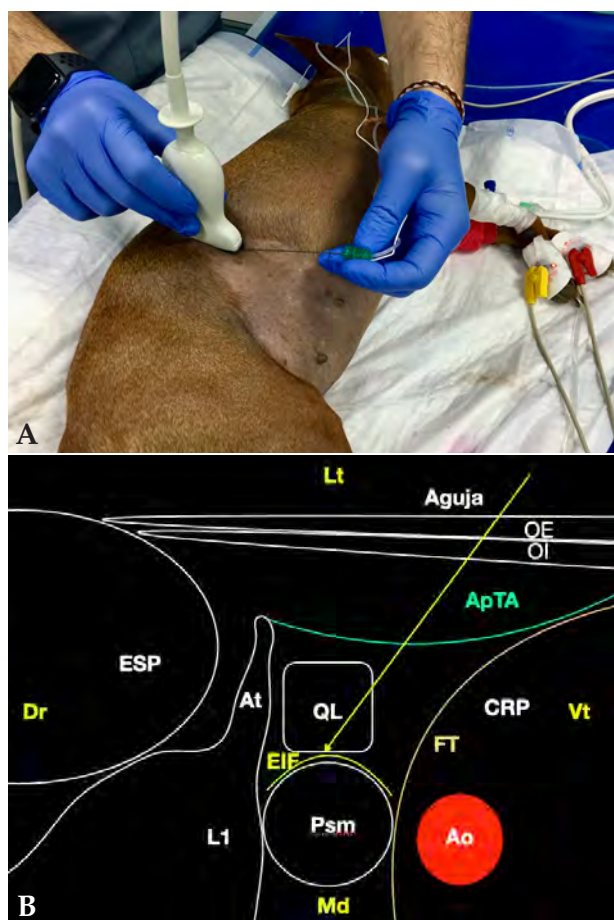 A
Lt
Aguja
OE
OI
ApTA
ESP
At
QL
CRP
Dr
Vt
FT
EIF
L1
Psm
Ao
Md
B